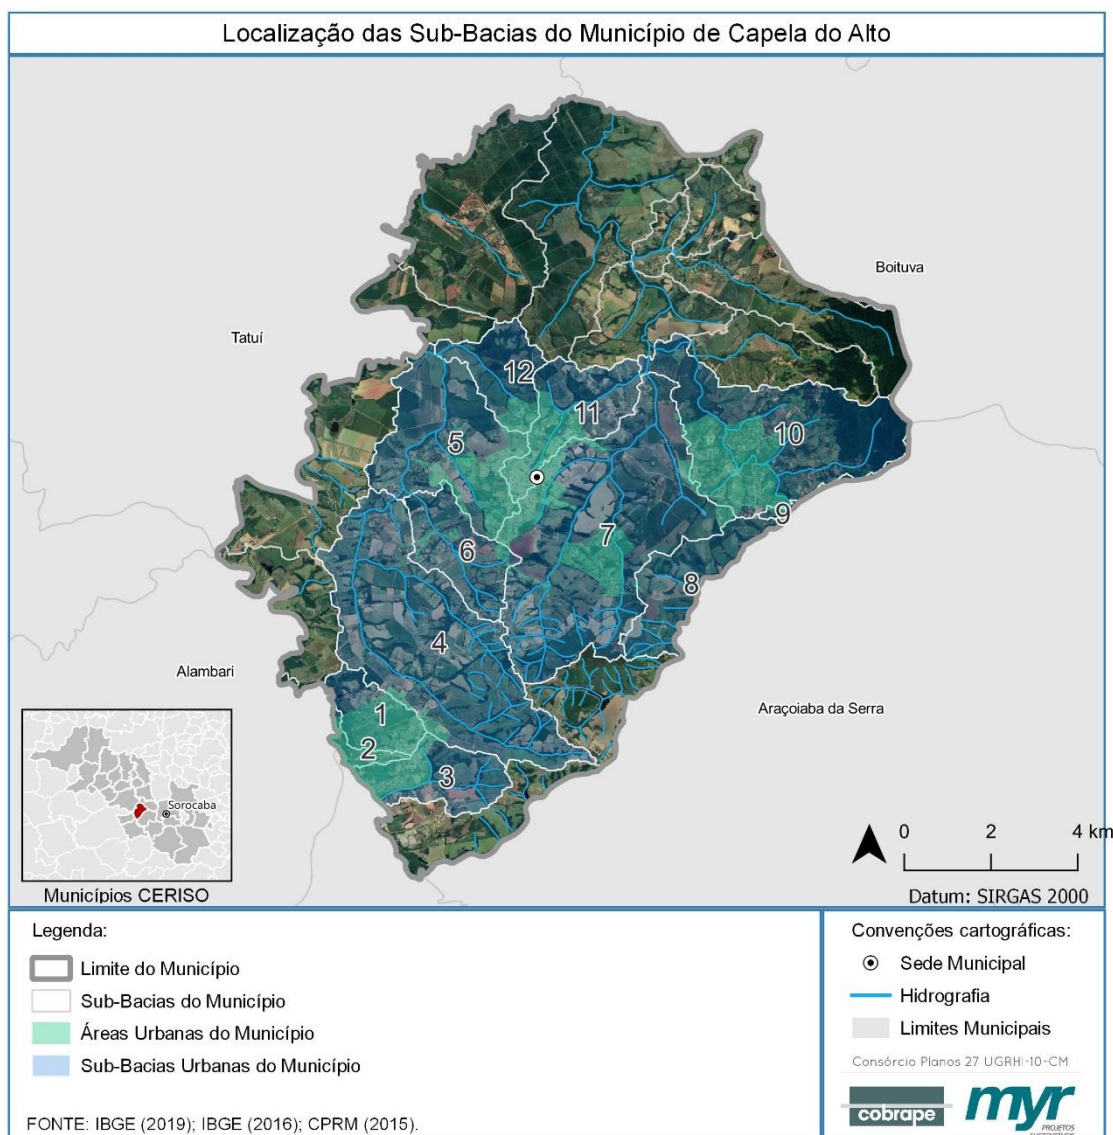 Localização das Sub-Bacias do Município de Capela do Alto
Boituva
Tatuí
12
11
10
5
9
7
6
8
4
Alambari
1
Araçoiaba da Serra
2
3
Sorocaba
Municípios CERISO
0 2 4 km
Datum: SIRGAS 2000
Legenda:
Limite do Município
Sub-Bacias do Município
Áreas Urbanas do Município
Sub-Bacias Urbanas do Município
FONTE: IBGE (2019); IBGE (2016); CPRM (2015).
Convenções cartográficas:
Sede Municipal
Hidrografia
Limites Municipais
Consórcio Planos 27 UGRHI-10-CM
cobrape
myr
PROJETOS
SUSTENTÁVEIS